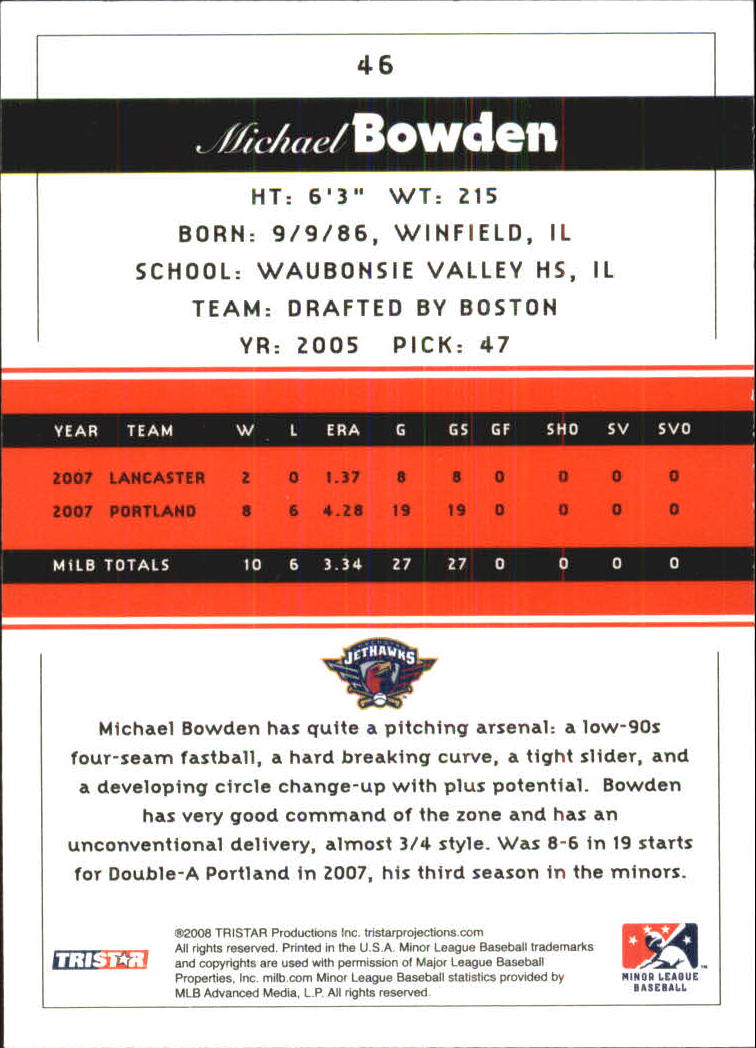 46
Michael Bowden
HT: 6'3" WT: 215
BORN: 9/9/86, WINFIELD, IL
SCHOOL: WAUBONSIE VALLEY HS, IL
TEAM: DRAFTED BY BOSTON
YR: 2005 PICK: 47
YEAR TEAM W L ERA G GS GF SHO SV SVO
2007 LANCASTER 2 0 1.37 8 8 0 0 0 0
2007 PORTLAND 8 6 4.28 19 19 0 0 0 0
MiLB TOTALS 10 6 3.34 27 27 0 0 0 0
JETHAWKS
Michael Bowden has quite a pitching arsenal: a low-90s
four-seam fastball, a hard breaking curve, a tight slider, and
a developing circle change-up with plus potential. Bowden
has very good command of the zone and has an
unconventional delivery, almost 3/4 style. Was 8-6 in 19 starts
for Double-A Portland in 2007, his third season in the minors.
®2008 TRISTAR Productions Inc. tristarprojections.com
All rights reserved. Printed in the U.S.A. Minor League Baseball trademarks
and copyrights are used with permission of Major League Baseball
Properties, Inc. milb.com Minor League Baseball statistics provided by
MLB Advanced Media, L.P. All rights reserved.
TRISTAR
MINOR LEAGUE
BASEBALL